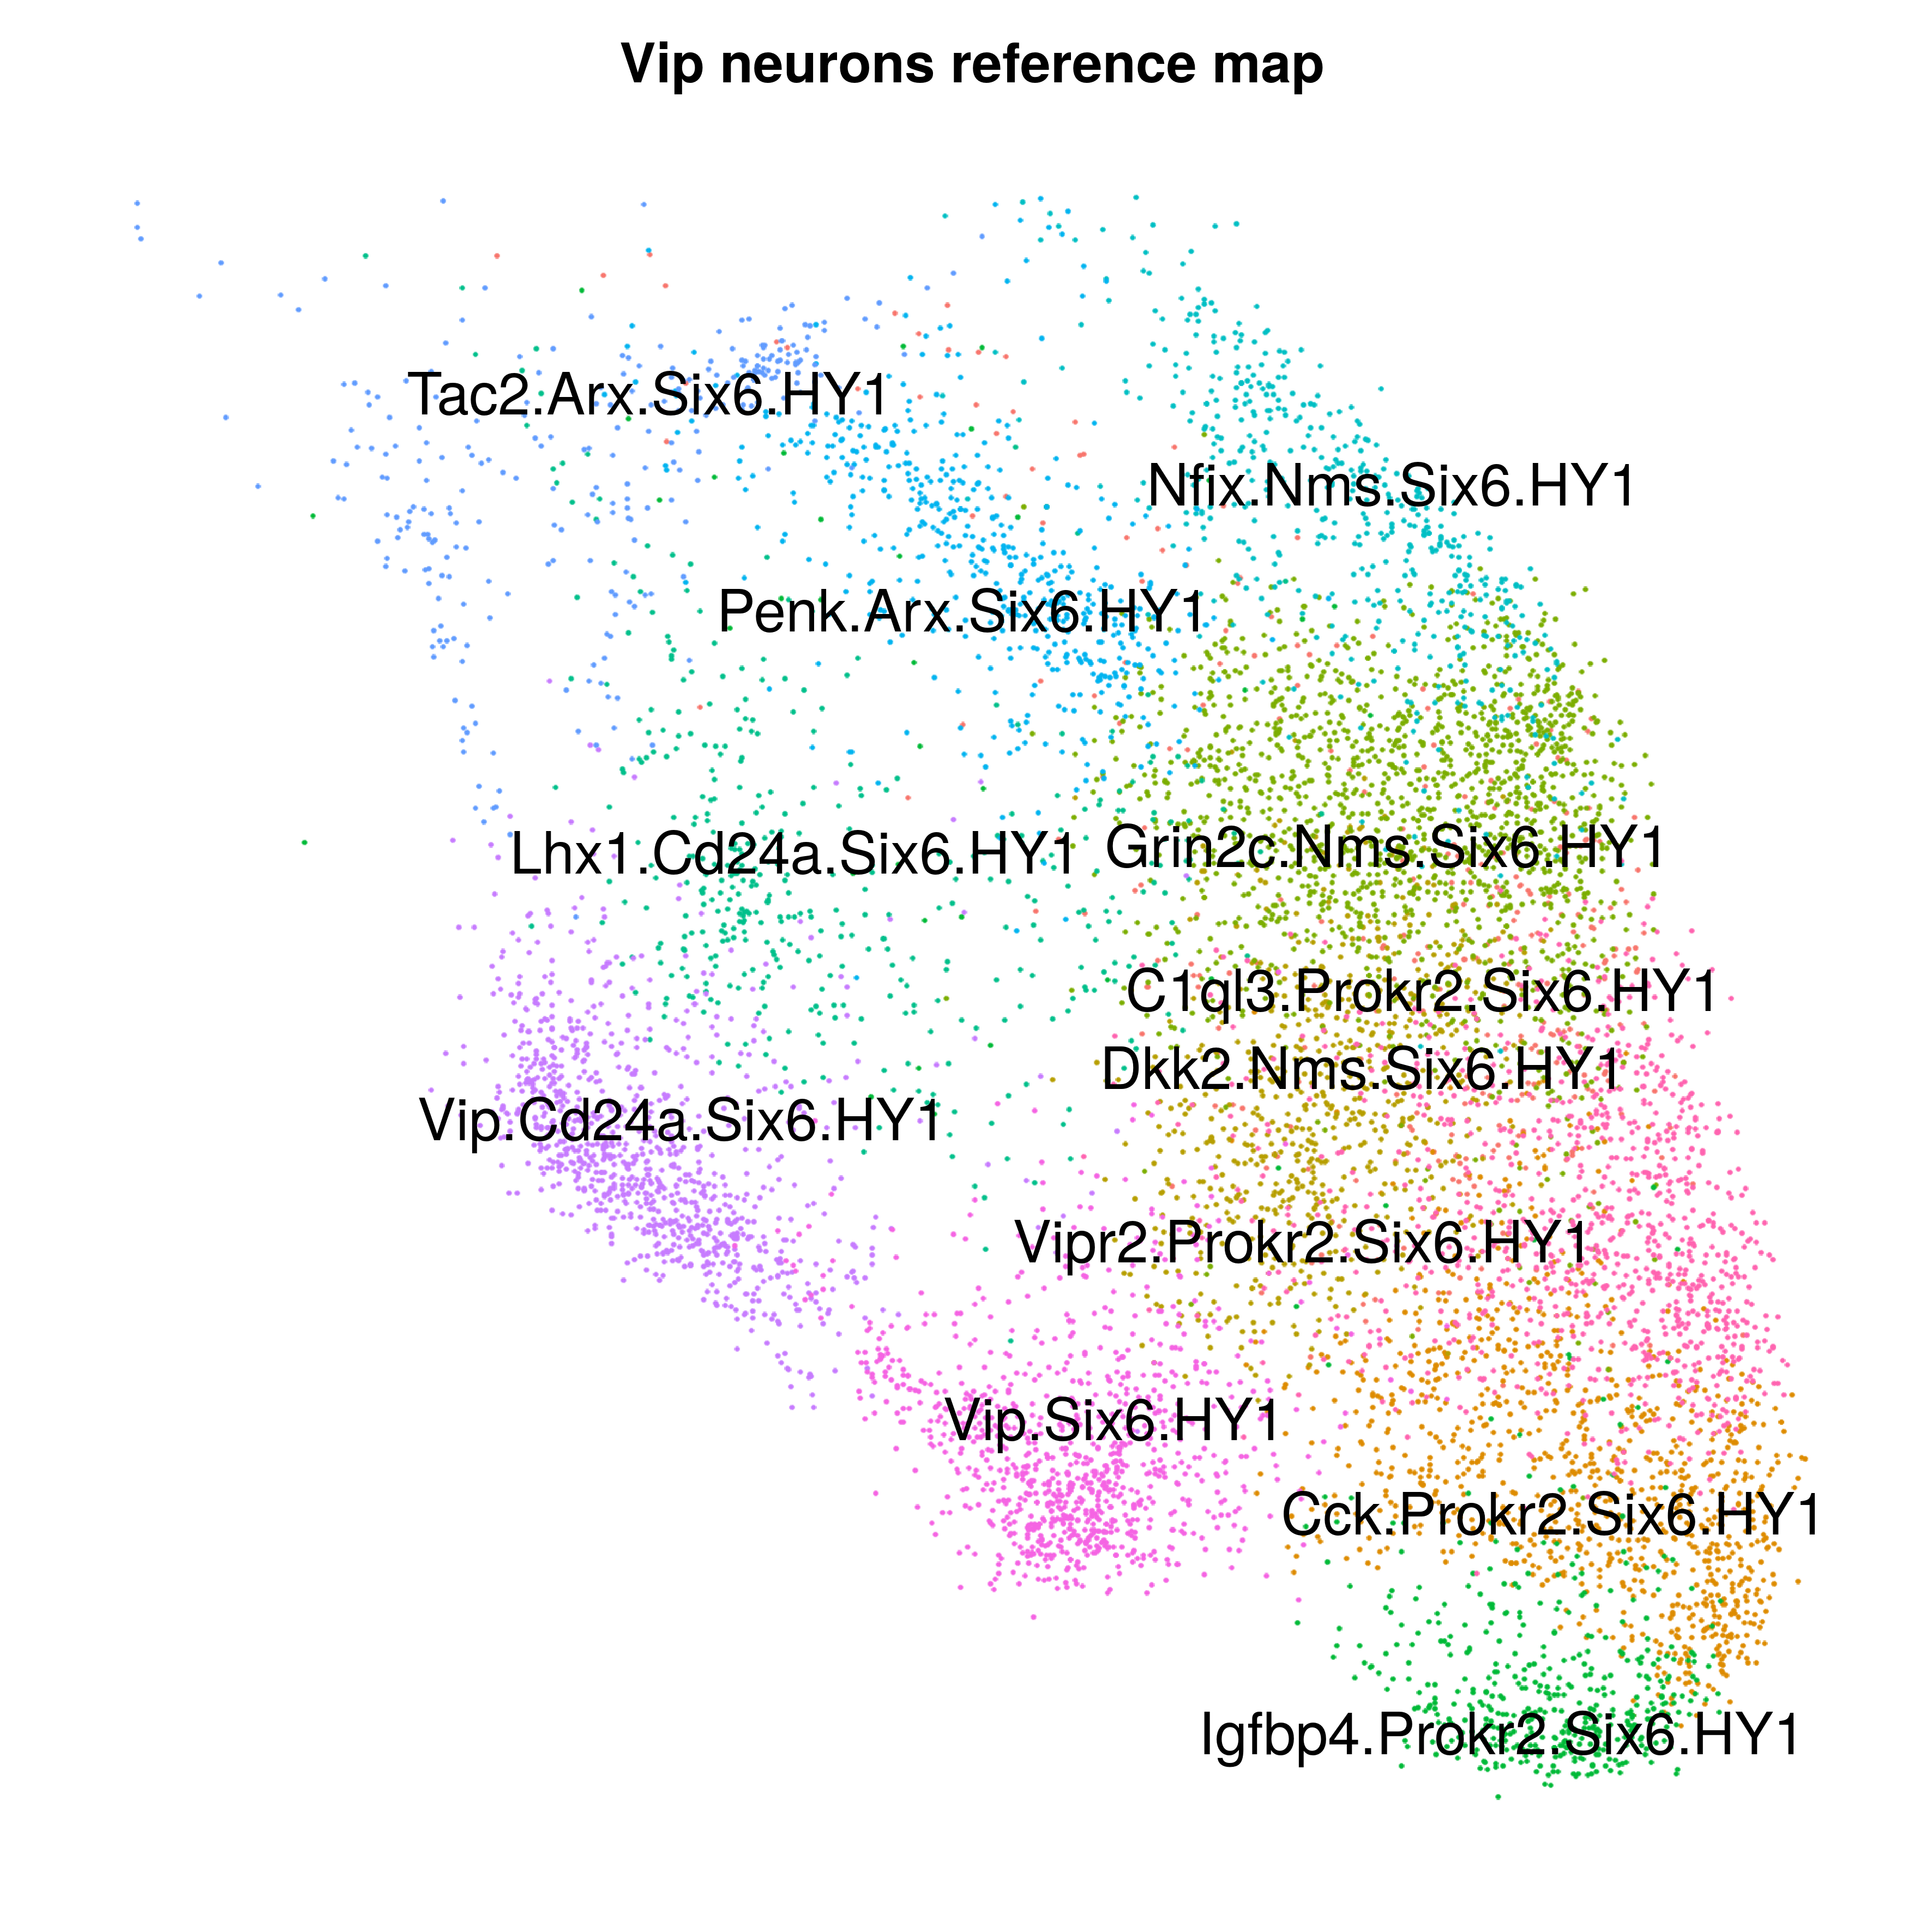 Vip neurons reference map
Tac2.Arx.Six6.HY1
Nfix.Nms.Six6.HY1
Penk.Arx.Six6.HY1
Lhx1.Cd24a.Six6.HY1
Grin2c.Nms.Six6.HY1
C1ql3.Prokr2.Six6.HY1
Dkk2.Nms.Six6.HY1
Vip.Cd24a.Six6.HY1
Vipr2.Prokr2.Six6.HY1
Vip.Six6.HY1
Cck.Prokr2.Six6.HY1
Igfbp4.Prokr2.Six6.HY1